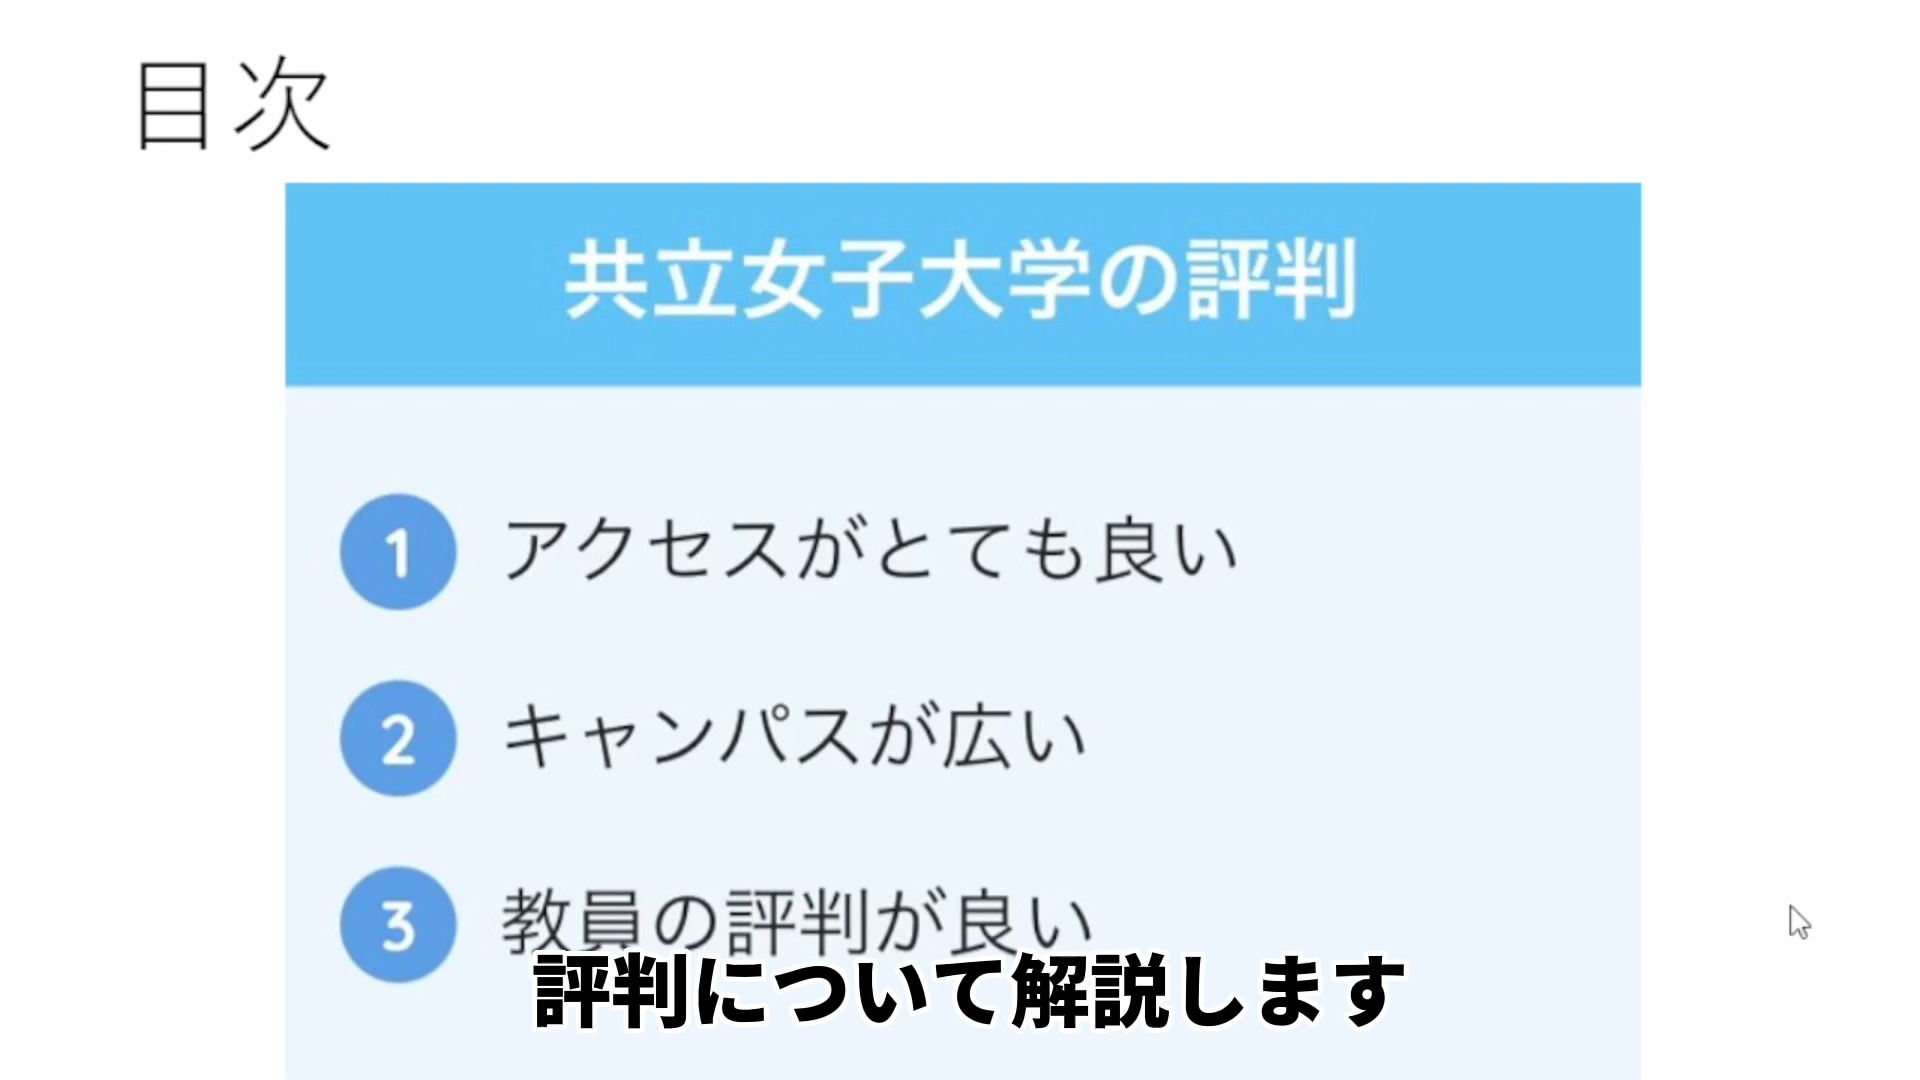 目次
共立女子大学の評判
1 アクセスがとても良い
2 キャンパスが広い
3 教員の評判が良い
評判について解説します